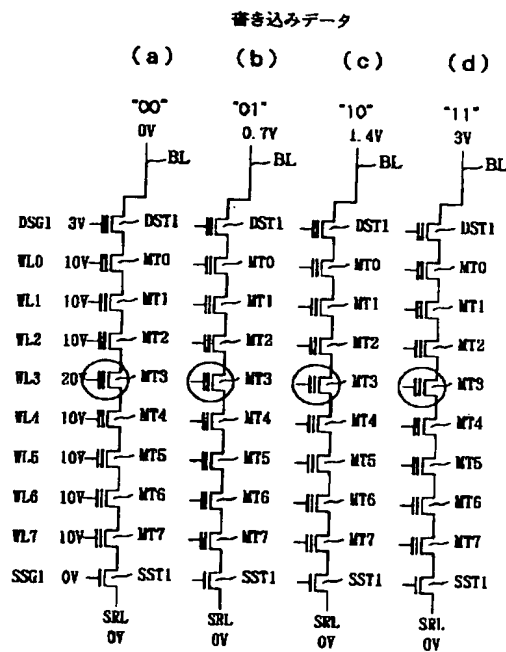 書き込みデータ
(a) (b) (c) (d)
"00" "01" "10" "11"
0V 0.7V 1.4V 3V
BL BL BL BL
DSG1 3V DST1 DST1 DST1 DST1
WL0 10V MT0 MT0 MT0 MT0
WL1 10V MT1 MT1 MT1 MT1
WL2 10V MT2 MT2 MT2 MT2
WL3 20V MT3 MT3 MT3 MT3
WL4 10V MT4 MT4 MT4 MT4
WL5 10V MT5 MT5 MT5 MT5
WL6 10V MT6 MT6 MT6 MT6
WL7 10V MT7 MT7 MT7 MT7
SSG1 0V SST1 SST1 SST1 SST1
SRL SRL SRL SRL
0V 0V 0V 0V